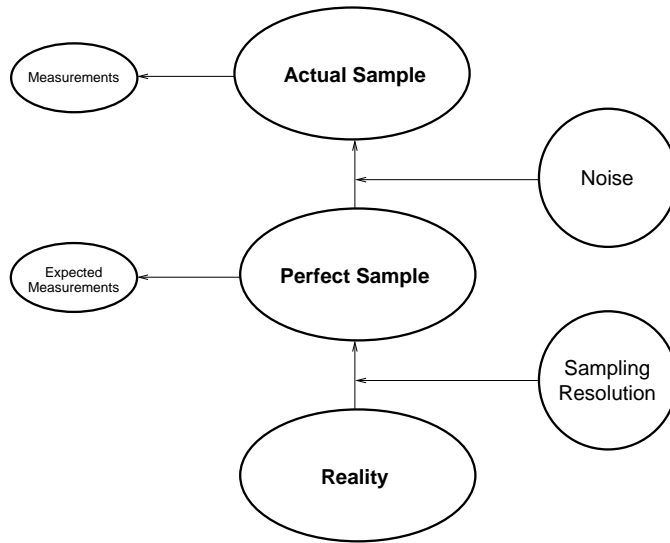 Measurements
Actual Sample
Noise
Expected
Measurements
Perfect Sample
Sampling
Resolution
Reality